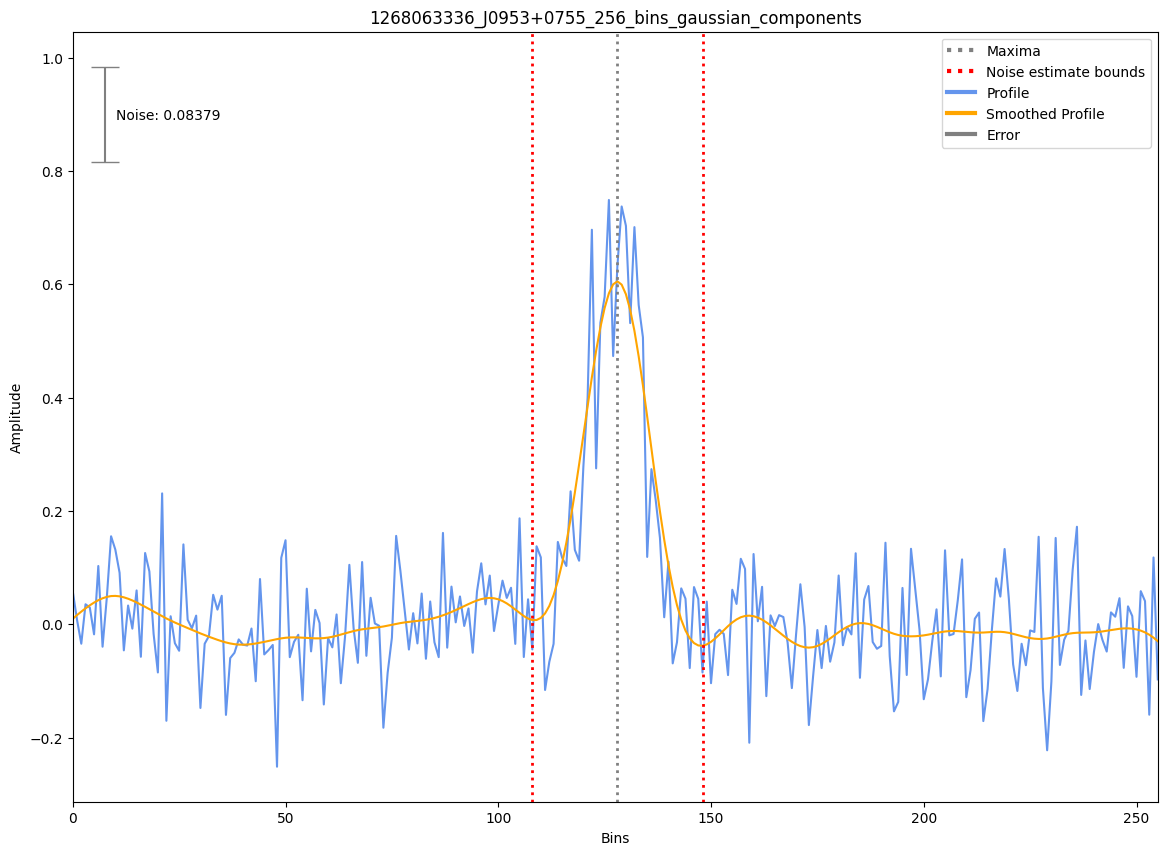 1268063336_J0953+0755_256_bins_gaussian_components
Maxima
Noise estimate bounds
Profile
Smoothed Profile
Error
Noise: 0.08379
1.0
0.8
0.6
0.4
0.2
0.0
−0.2
Amplitude
0
50
100
150
200
250
Bins